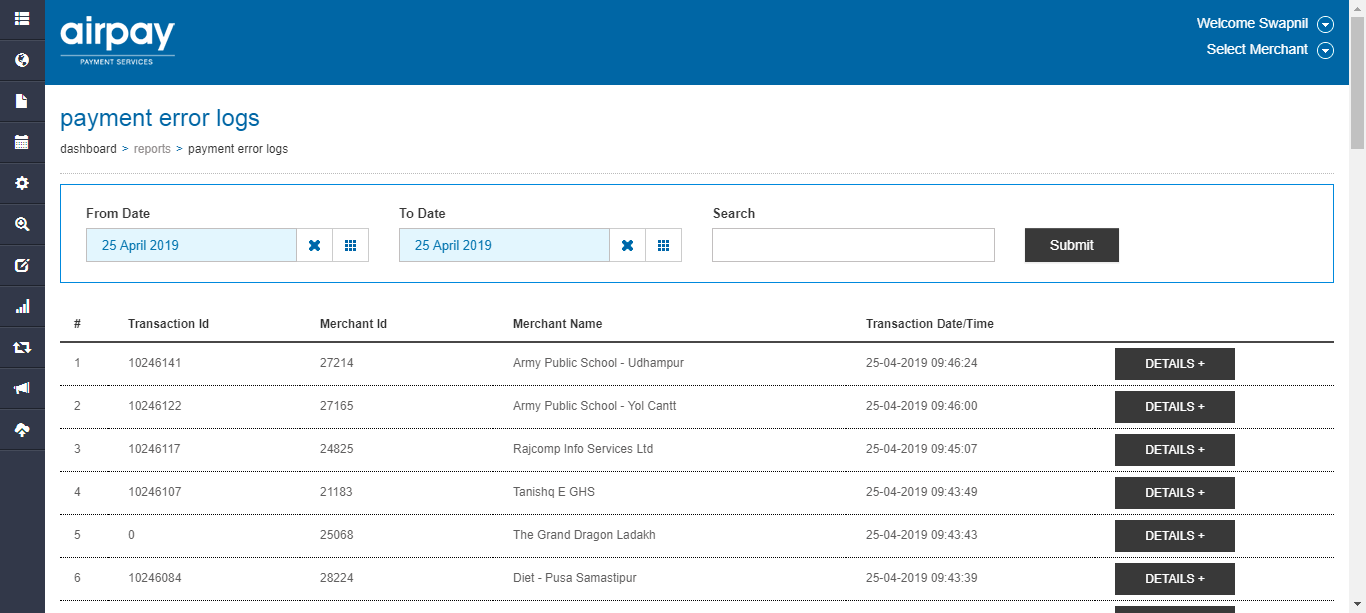 airpay
PAYMENT SERVICES
Welcome Swapnil
Select Merchant
payment error logs
dashboard > reports > payment error logs
From Date To Date Search
25 April 2019 25 April 2019 Submit
# Transaction Id Merchant Id Merchant Name Transaction Date/Time
1 10246141 27214 Army Public School - Udhampur 25-04-2019 09:46:24 DETAILS +
2 10246122 27165 Army Public School - Yol Cantt 25-04-2019 09:46:00 DETAILS +
3 10246117 24825 Rajcomp Info Services Ltd 25-04-2019 09:45:07 DETAILS +
4 10246107 21183 Tanishq E GHS 25-04-2019 09:43:49 DETAILS +
5 0 25068 The Grand Dragon Ladakh 25-04-2019 09:43:43 DETAILS +
6 10246084 28224 Diet - Pusa Samastipur 25-04-2019 09:43:39 DETAILS +